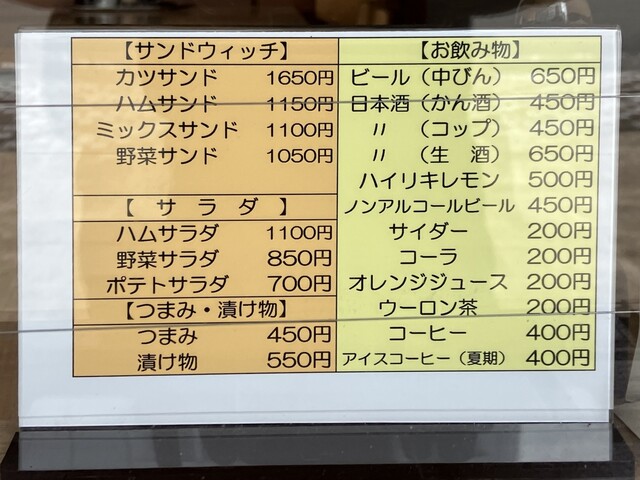 【サンドウィッチ】
カツサンド 1650円
ハムサンド 1150円
ミックスサンド 1100円
野菜サンド 1050円
【サラダ】
ハムサラダ 1100円
野菜サラダ 850円
ポテトサラダ 700円
【つまみ・漬け物】
つまみ 450円
漬け物 550円
【お飲み物】
ビール(中びん) 650円
日本酒(かん酒) 450円
〃 (コップ) 450円
〃 (生 酒) 650円
ハイリキレモン 500円
ノンアルコールビール 450円
サイダー 200円
コーラ 200円
オレンジジュース 200円
ウーロン茶 200円
コーヒー 400円
アイスコーヒー(夏期) 400円